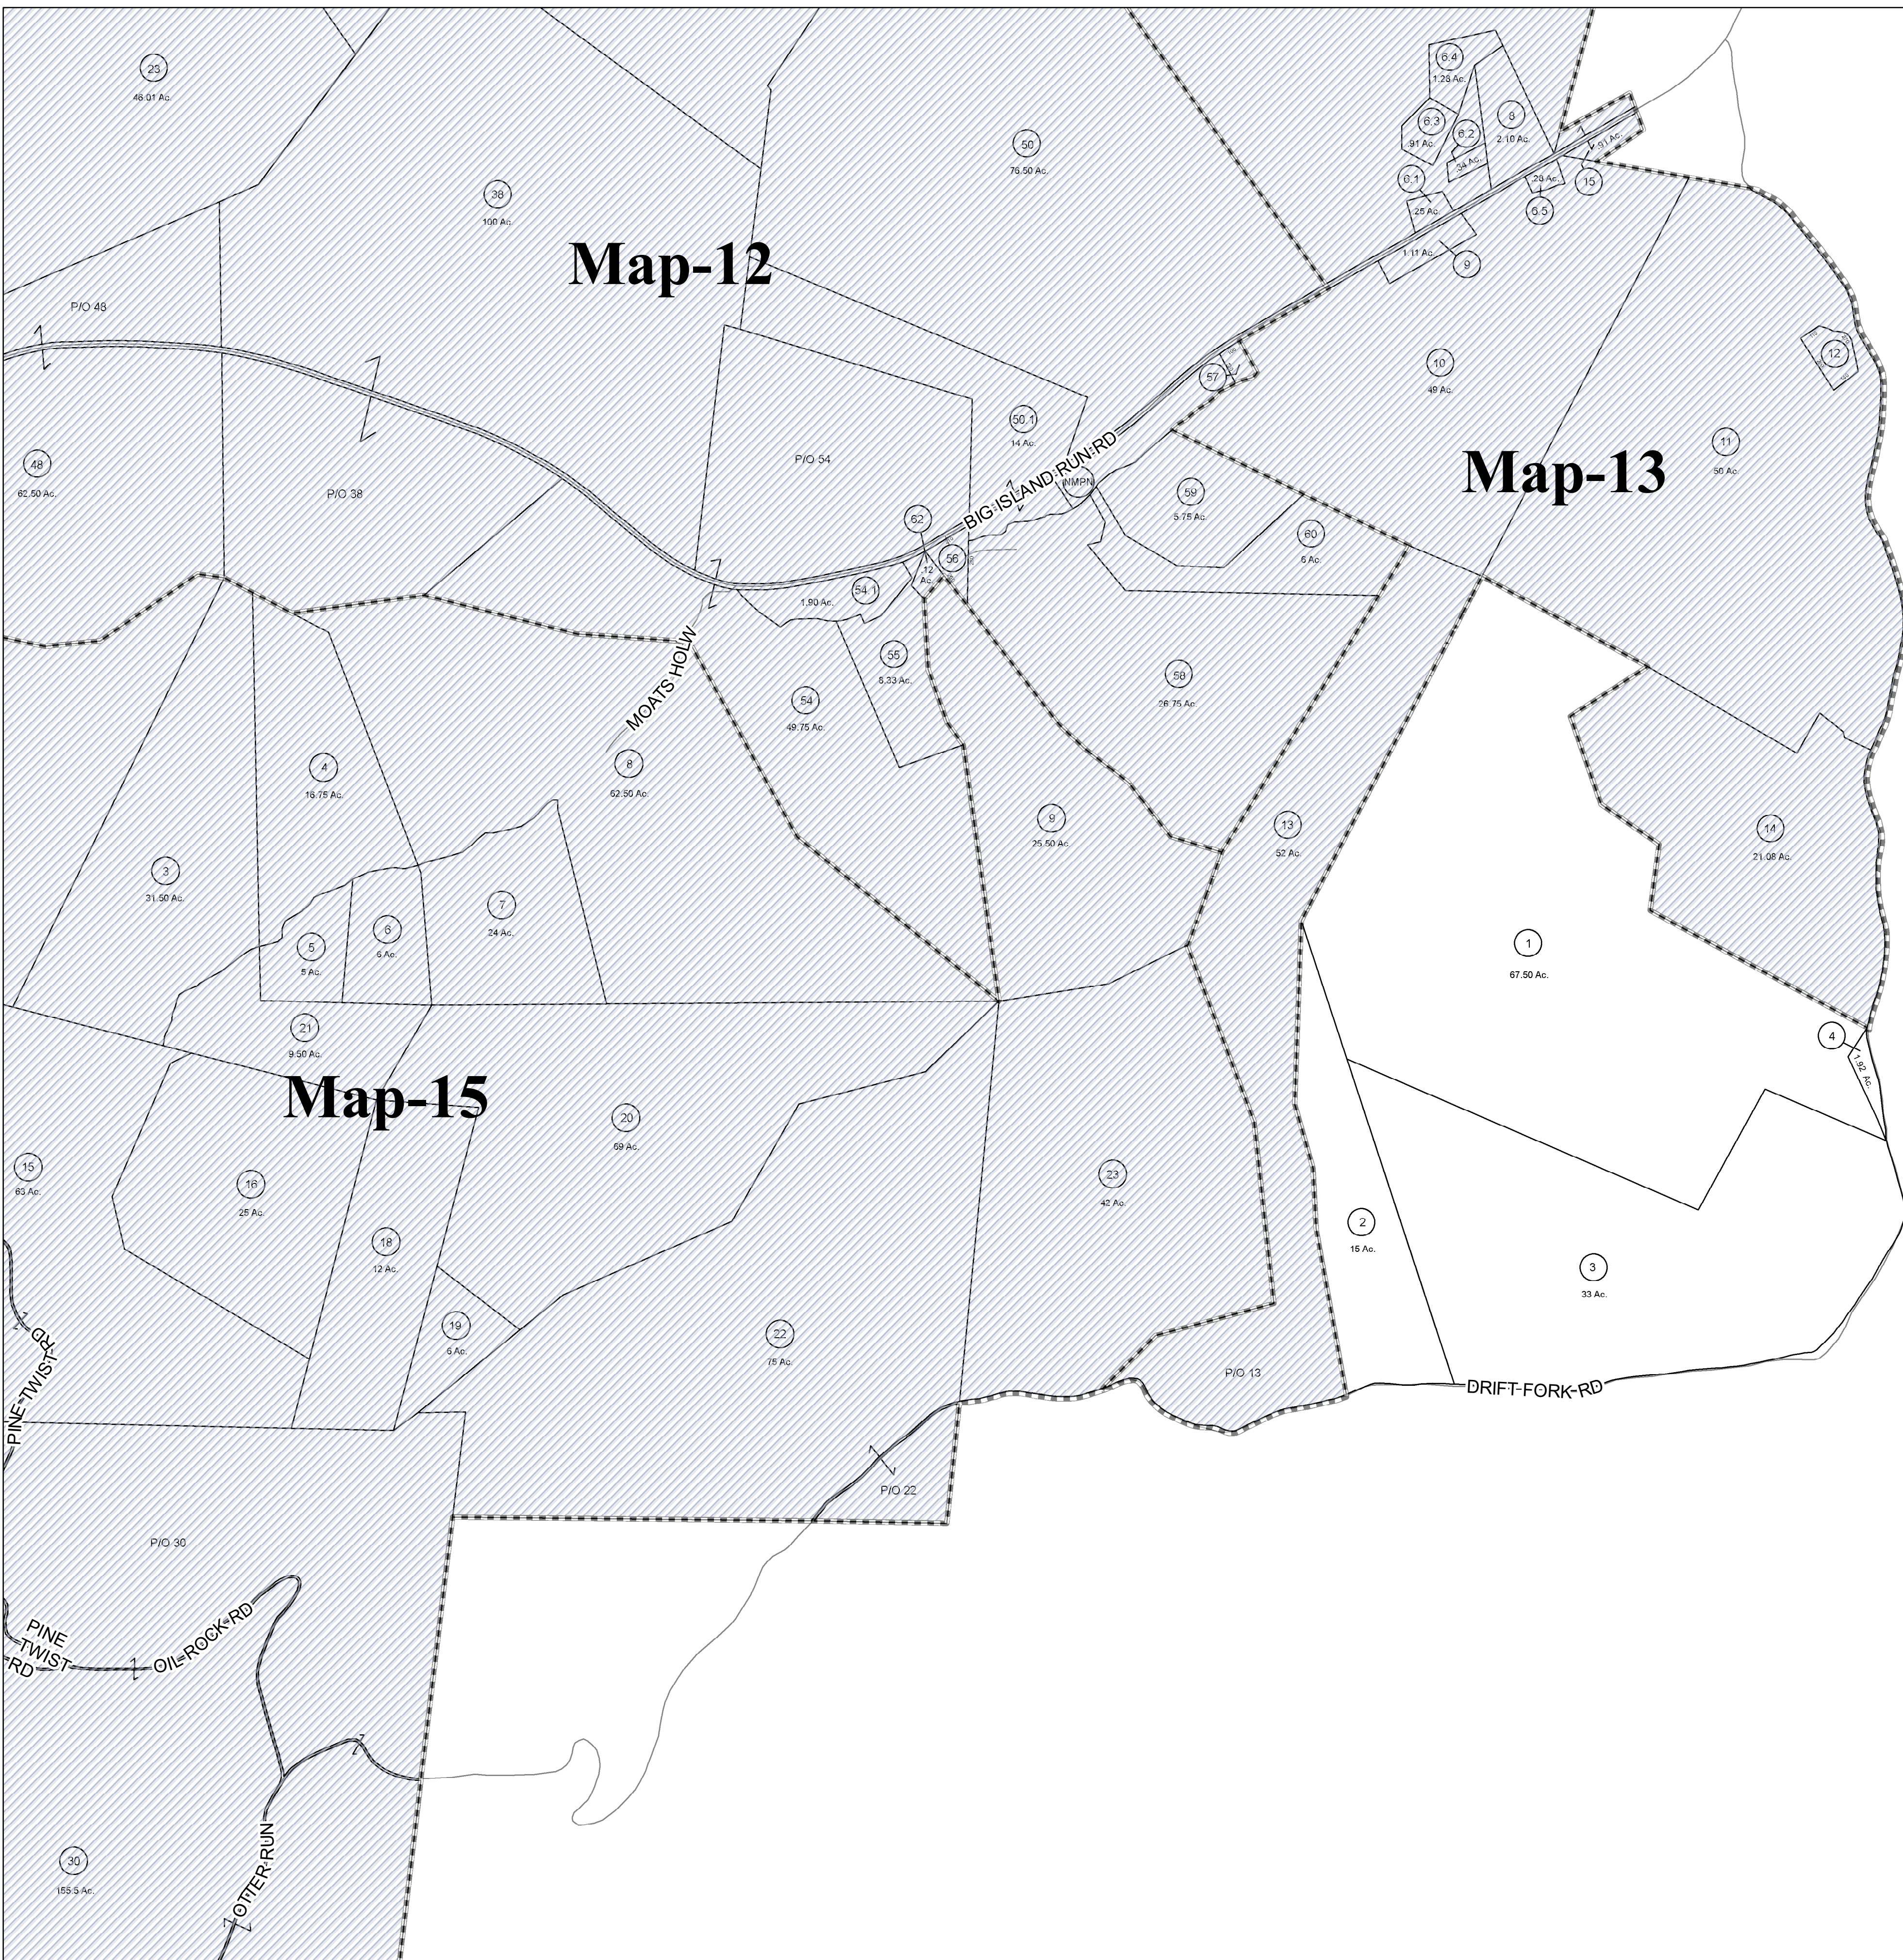 23
46.01 Ac.
38
100 Ac.
50
76.50 Ac.
6.4
1.28 Ac.
6.3
.91 Ac.
6.2
.34 Ac.
8
2.10 Ac.
.91 Ac.
15
6.1
.25 Ac.
.28 Ac.
6.5
1.11 Ac.
9
Map-12
P/O 48
48
62.50 Ac.
P/O 38
P/O 54
50.1
14 Ac.
57
10
49 Ac.
12
11
50 Ac.
Map-13
BIG ISLAND RUN RD
NMPN
59
5.75 Ac.
60
6 Ac.
62
56
.12
Ac.
54.1
1.90 Ac.
MOATS HOLW
55
54
49.75 Ac.
58
26.75 Ac.
4
16.75 Ac.
8
62.50 Ac.
9
25.50 Ac.
13
52 Ac.
14
21.08 Ac.
3
31.50 Ac.
5
5 Ac.
6
6 Ac.
7
24 Ac.
1
67.50 Ac.
21
9.50 Ac.
4
1.92 Ac.
Map-15
15
63 Ac.
16
25 Ac.
20
69 Ac.
23
42 Ac.
18
12 Ac.
2
15 Ac.
3
33 Ac.
19
6 Ac.
22
75 Ac.
P/O 13
DRIFT FORK RD
PINE TWIST RD
P/O 22
P/O 30
PINE
TWIST
RD
OIL ROCK RD
30
155.5 Ac.
OTTER RUN